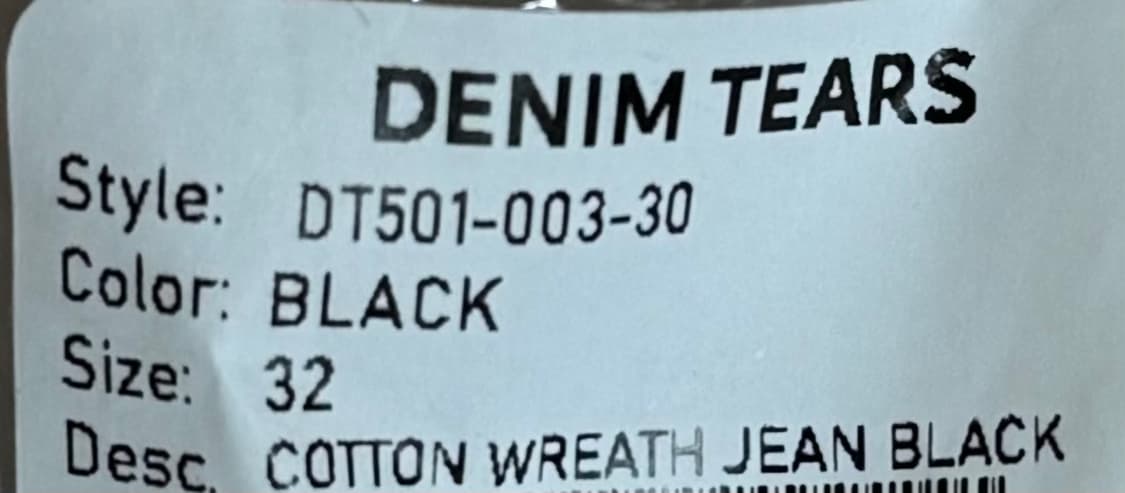 DENIM TEARS
Style: DT501-003-30
Color: BLACK
Size: 32
Desc. COTTON WREATH JEAN BLACK